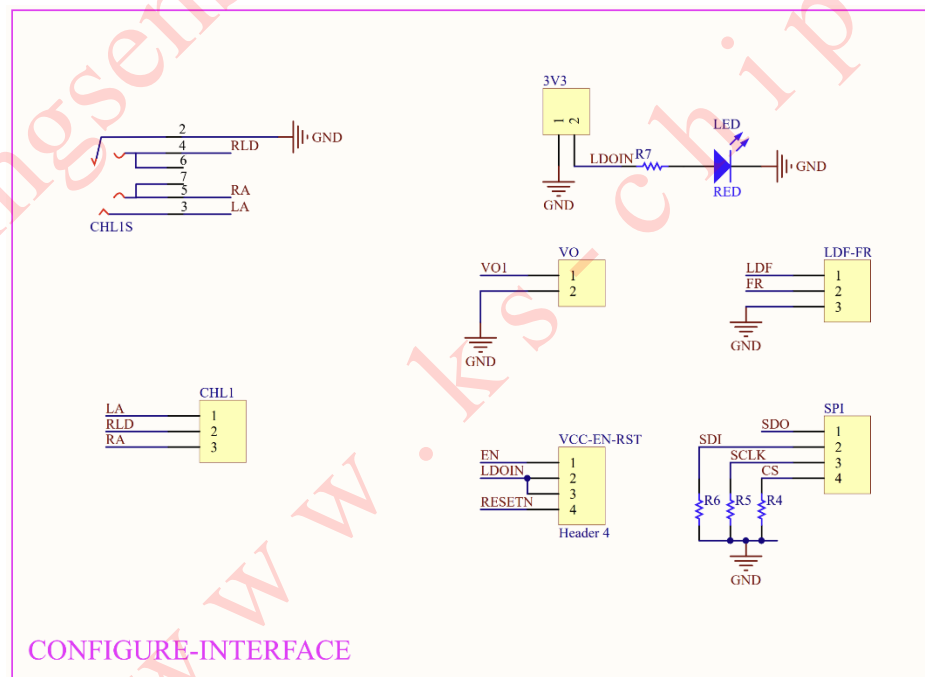 2
GND
4
RLD
6
7
5
RA
3
LA
CHL1S
3V3
1
2
LDOIN
R7
LED
GND
RED
GND
VO
VO1
1
2
GND
LDF-FR
LDF
1
FR
2
3
GND
CHL1
LA
1
RLD
2
RA
3
VCC-EN-RST
EN
1
LDOIN
2
3
RESETN
4
Header 4
SPI
SDO
1
SDI
2
SCLK
3
CS
4
R6
R5
R4
GND
CONFIGURE-INTERFACE
www.ks-chip